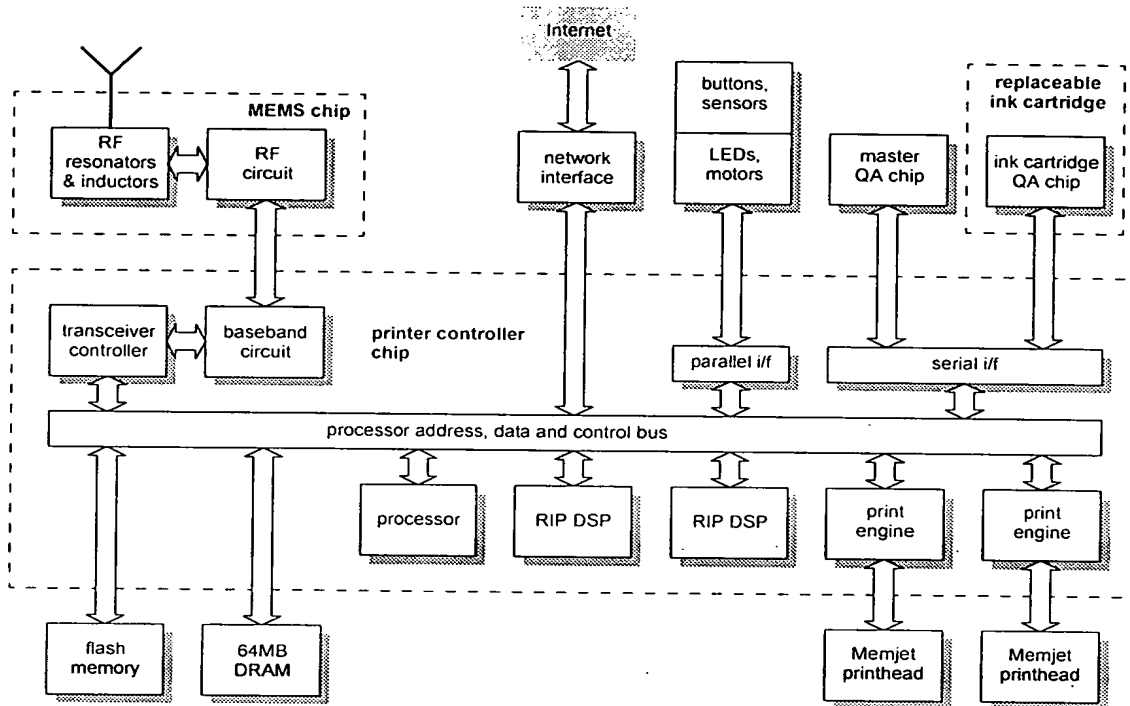 Internet
MEMS chip
RF
resonators
& inductors
RF
circuit
network
interface
buttons,
sensors
LEDs,
motors
master
QA chip
replaceable
ink cartridge
ink cartridge
QA chip
transceiver
controller
baseband
circuit
printer controller
chip
parallel i/f
serial i/f
processor address, data and control bus
processor
RIP DSP
RIP DSP
print
engine
print
engine
flash
memory
64MB
DRAM
Memjet
printhead
Memjet
printhead